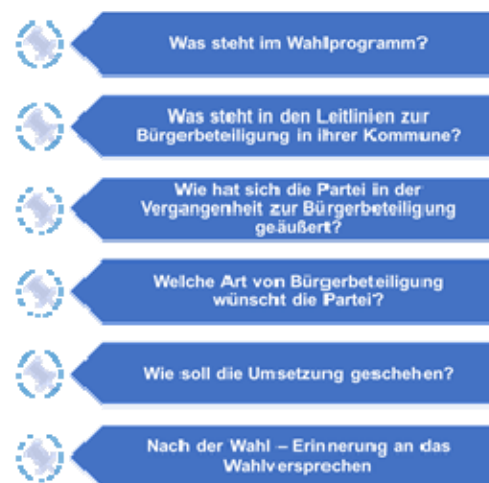 Was steht im Wahlprogramm?
Was steht in den Leitlinien zur
Bürgerbeteiligung in ihrer Kommune?
Wie hat sich die Partei in der
Vergangenheit zur Bürgerbeteiligung
geäußert?
Welche Art von Bürgerbeteiligung
wünscht die Partei?
Wie soll die Umsetzung geschehen?
Nach der Wahl – Erinnerung an das
Wahlversprechen